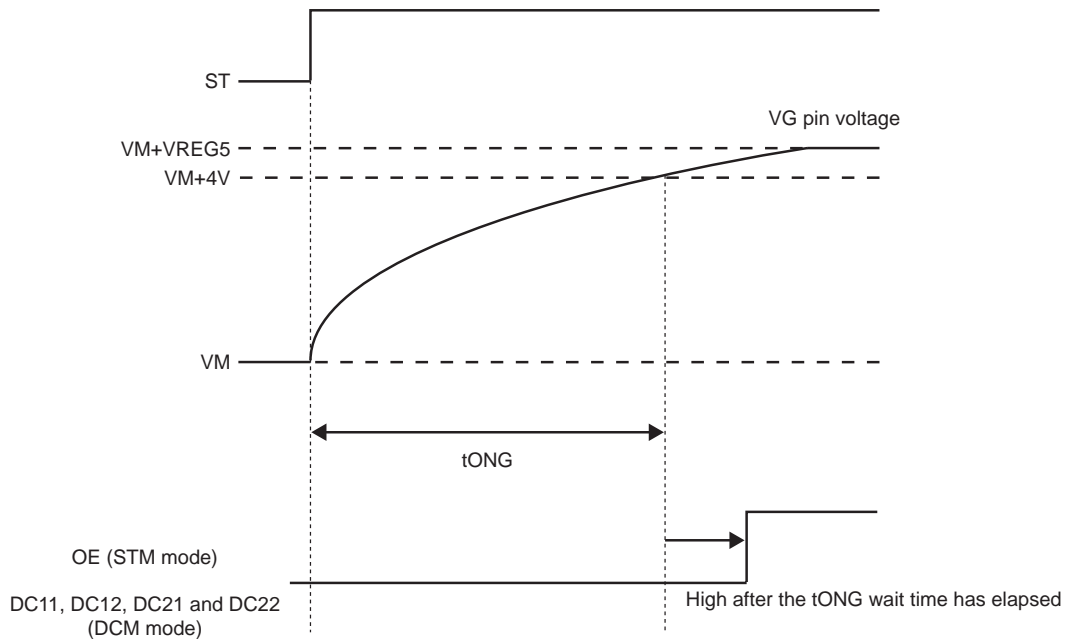 ST
VG pin voltage
VM+VREG5
VM+4V
VM
tONG
OE (STM mode)
DC11, DC12, DC21 and DC22
(DCM mode)
High after the tONG wait time has elapsed